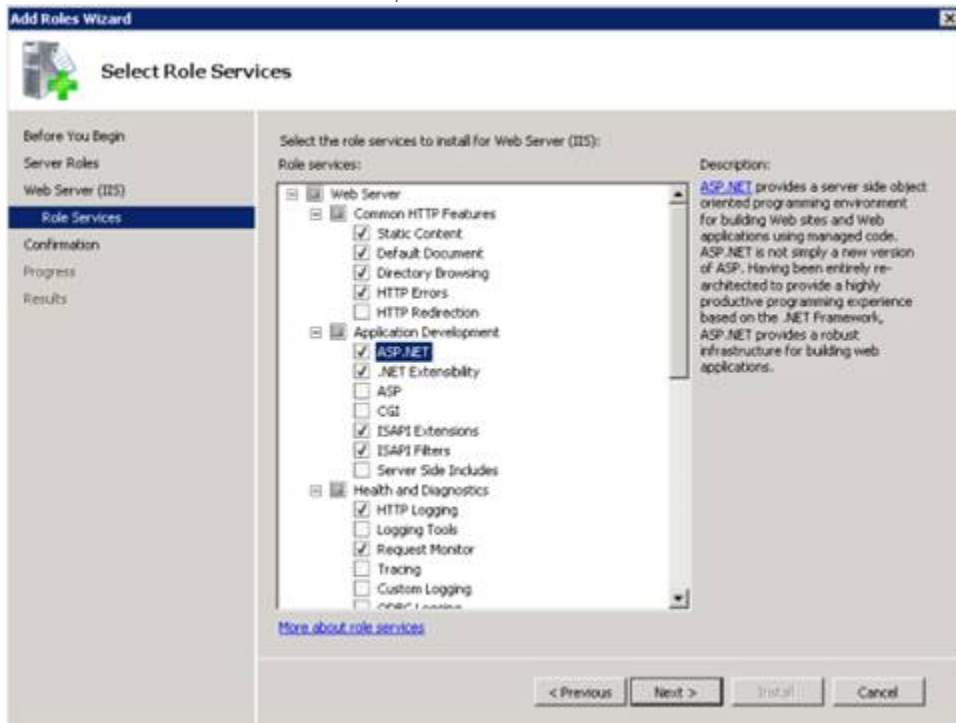 Add Roles Wizard
Select Role Services
Before You Begin
Server Roles
Web Server (IIS)
Role Services
Confirmation
Progress
Results
Select the role services to install for Web Server (IIS):
Role services:
Web Server
Common HTTP Features
Static Content
Default Document
Directory Browsing
HTTP Errors
HTTP Redirection
Application Development
ASP.NET
.NET Extensibility
ASP
CGI
ISAPI Extensions
ISAPI Filters
Server Side Includes
Health and Diagnostics
HTTP Logging
Logging Tools
Request Monitor
Tracing
Custom Logging
ODBC Logging
More about role services
Description:
ASP.NET provides a server side object
oriented programming environment
for building Web sites and Web
applications using managed code.
ASP.NET is not simply a new version
of ASP. Having been entirely re-
architected to provide a highly
productive programming experience
based on the .NET Framework,
ASP.NET provides a robust
infrastructure for building web
applications.
< Previous
Next >
Install
Cancel